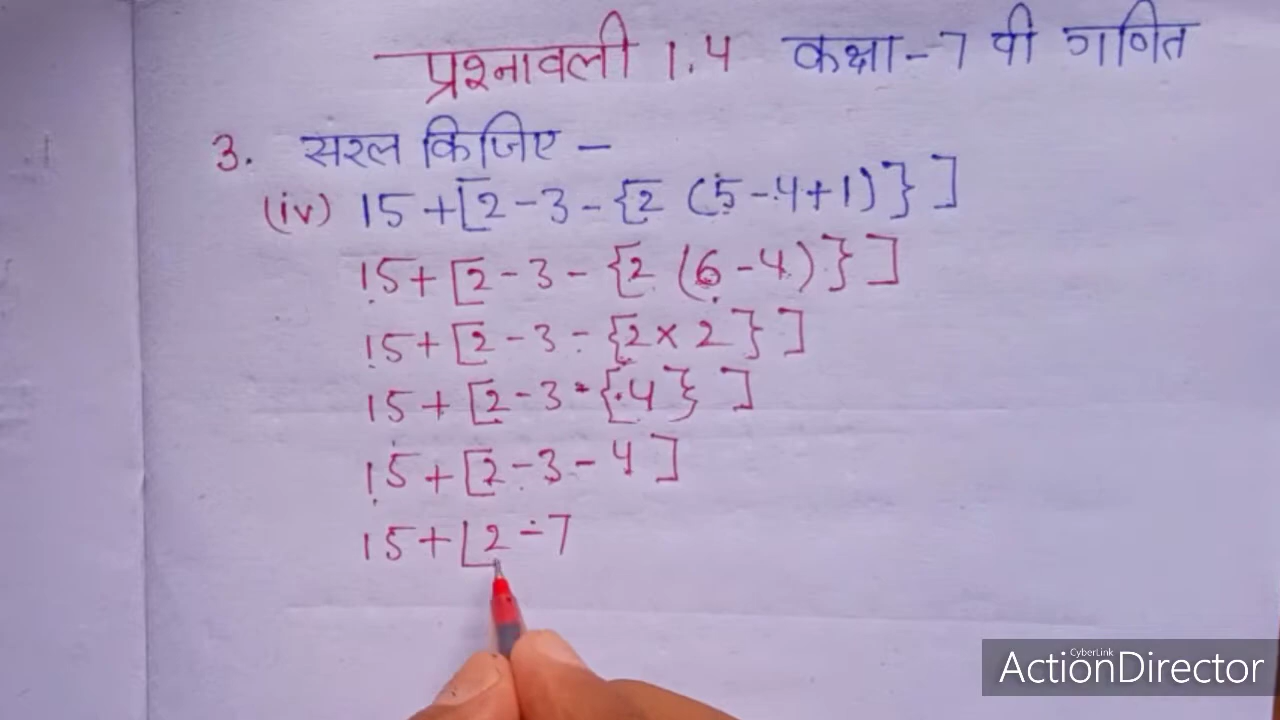 प्रश्नावली 1.4 कक्षा-7 वी गणित
3. सरल किजिए -
(iv) 15+[2-3-{2 (5-4+1)}]
15+[2-3-{2 (6-4)}]
15+[2-3-{2×2}]
15+[2-3-{4}]
15+[2-3-4]
15+[2-7
CyberLink
ActionDirector